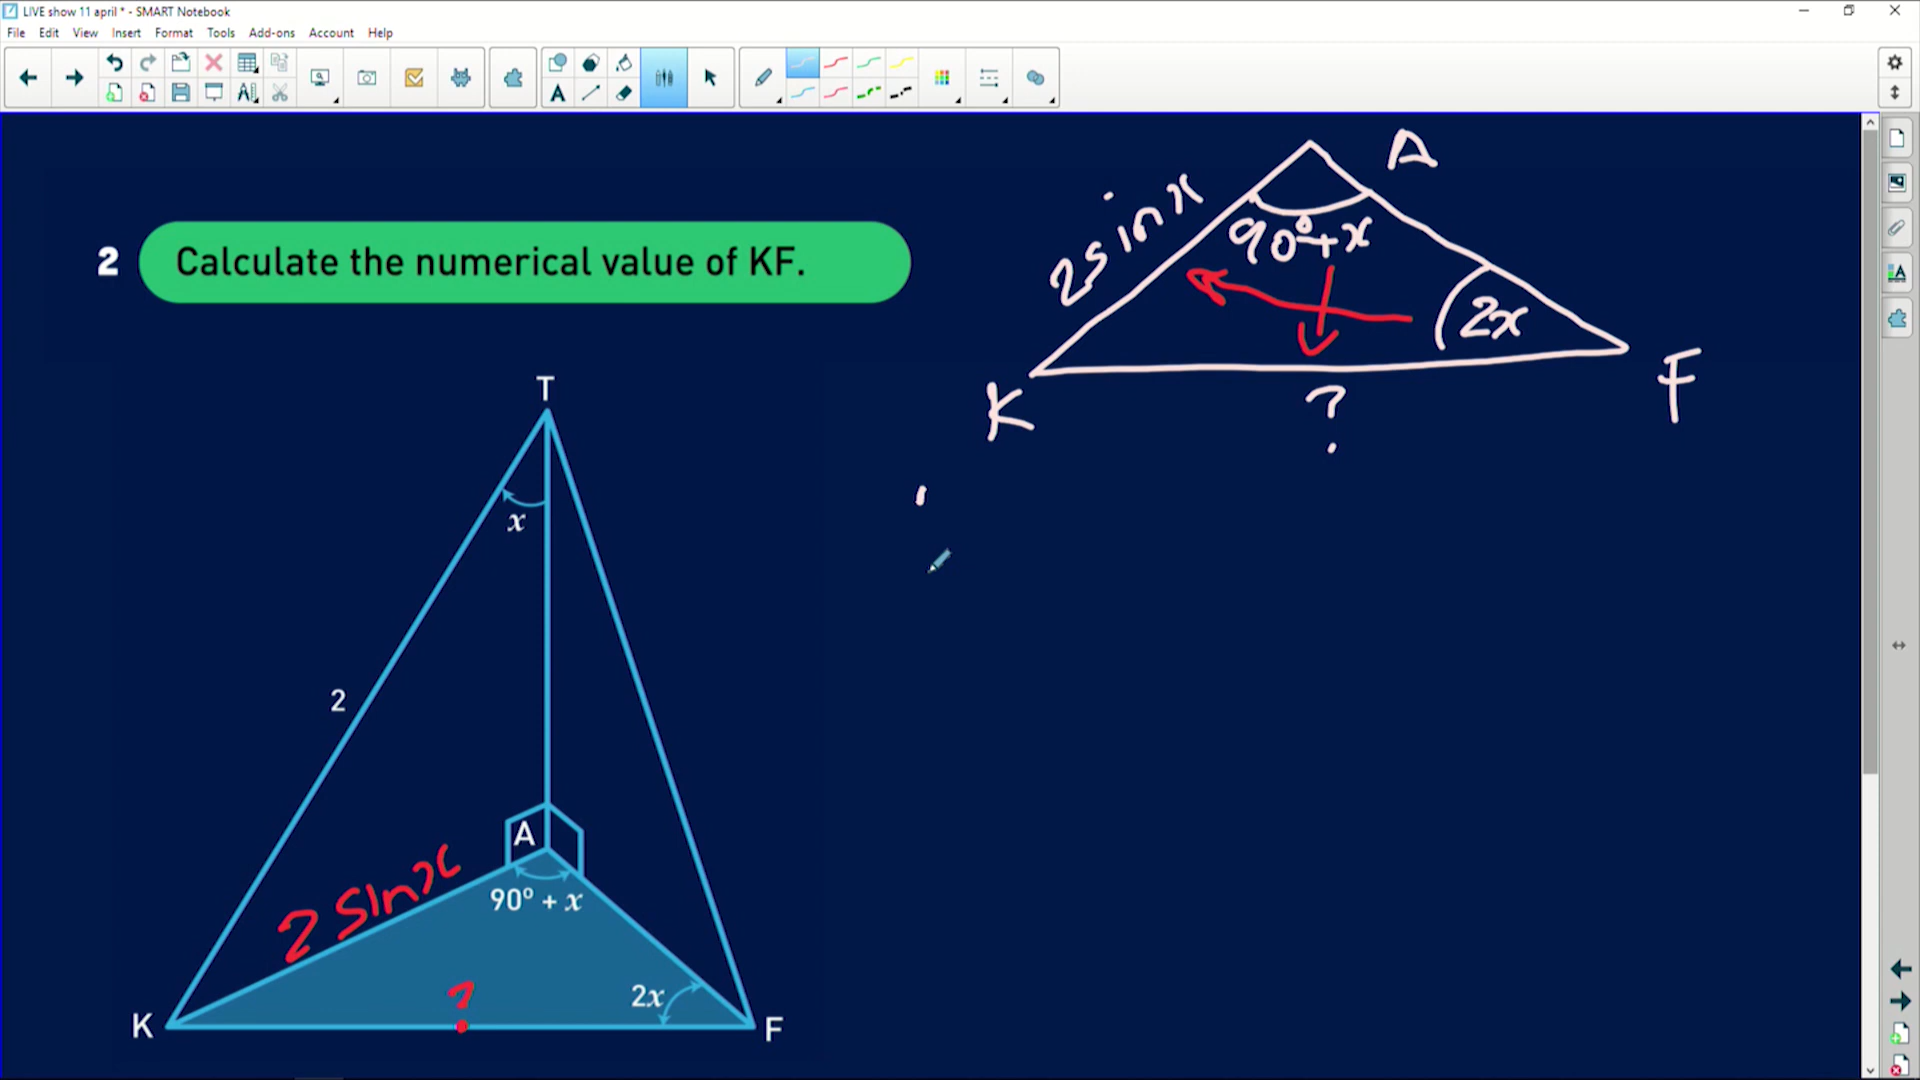 LIVE show 11 april * - SMART Notebook
File Edit View Insert Format Tools Add-ons Account Help
2 Calculate the numerical value of KF.
A
2sinx
90°+x
2x
K
F
?
T
x
2
A
2 sinx
90° + x
?
2x
K
F